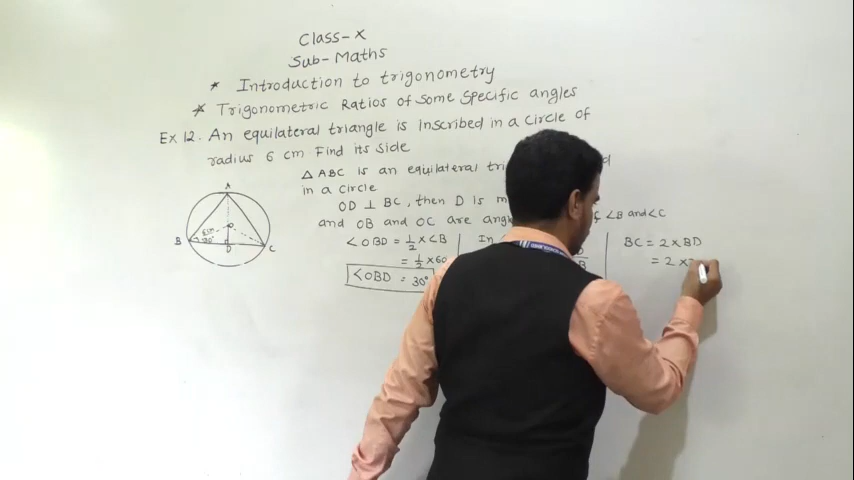 Class-X
Sub-Maths
* Introduction to trigonometry
* Trigonometric Ratios of Some Specific angles
Ex 12. An equilateral triangle is Inscribed in a circle of
radius 6 cm Find its side
△ABC is an equilateral
in a circle
OD ⊥ BC, then D is
and OB and OC are
∠B and ∠C
A
O
6cm
30°
B
D
C
∠OBD = 1/2 × ∠B
= 1/2 × 60
∠OBD = 30°
In
BC = 2 × BD
= 2 ×